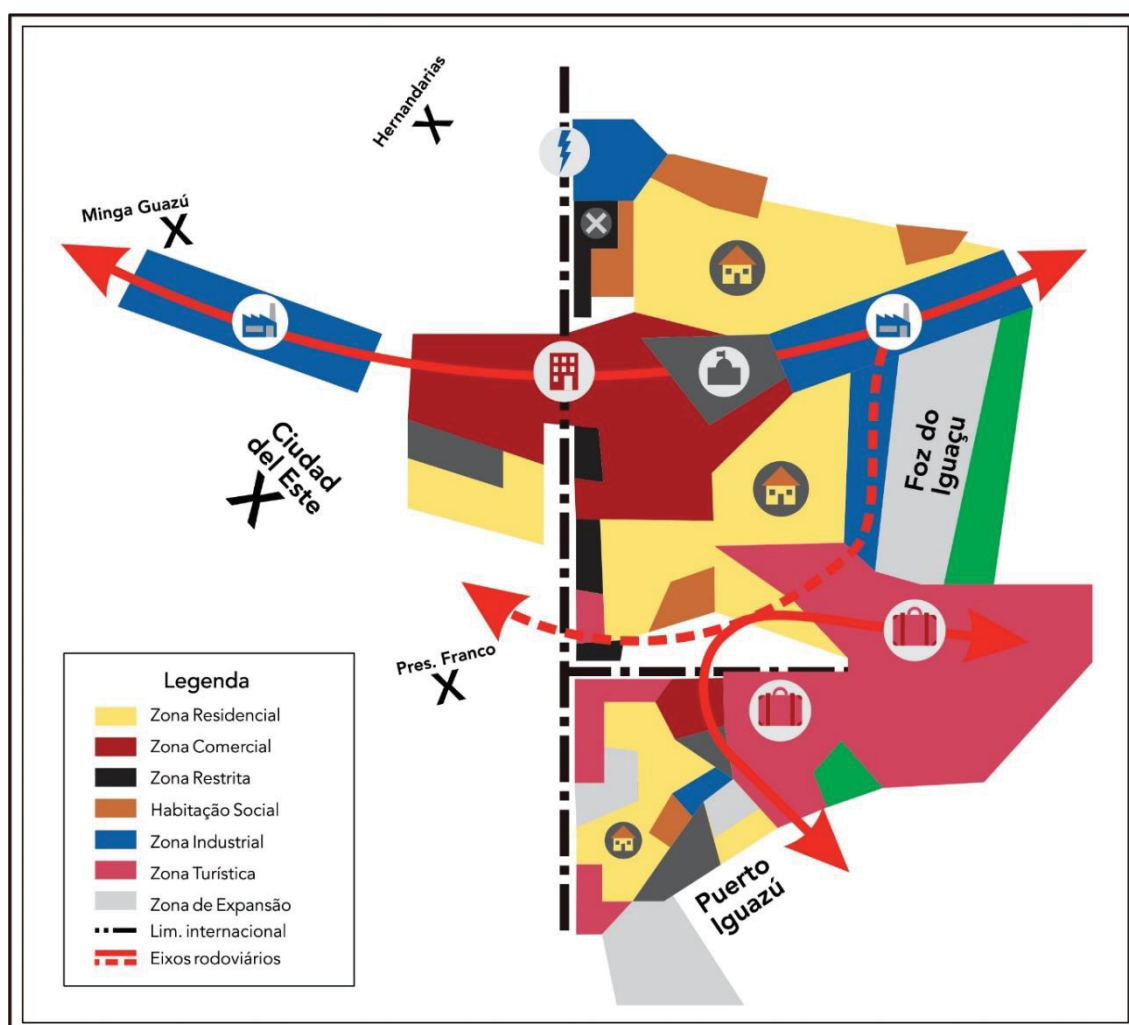 Hernandarias
Minga Guazú
Ciudad
del Este
Foz do
Iguaçu
Pres. Franco
Puerto
Iguazú
Legenda
Zona Residencial
Zona Comercial
Zona Restrita
Habitação Social
Zona Industrial
Zona Turística
Zona de Expansão
Lim. internacional
Eixos rodoviários